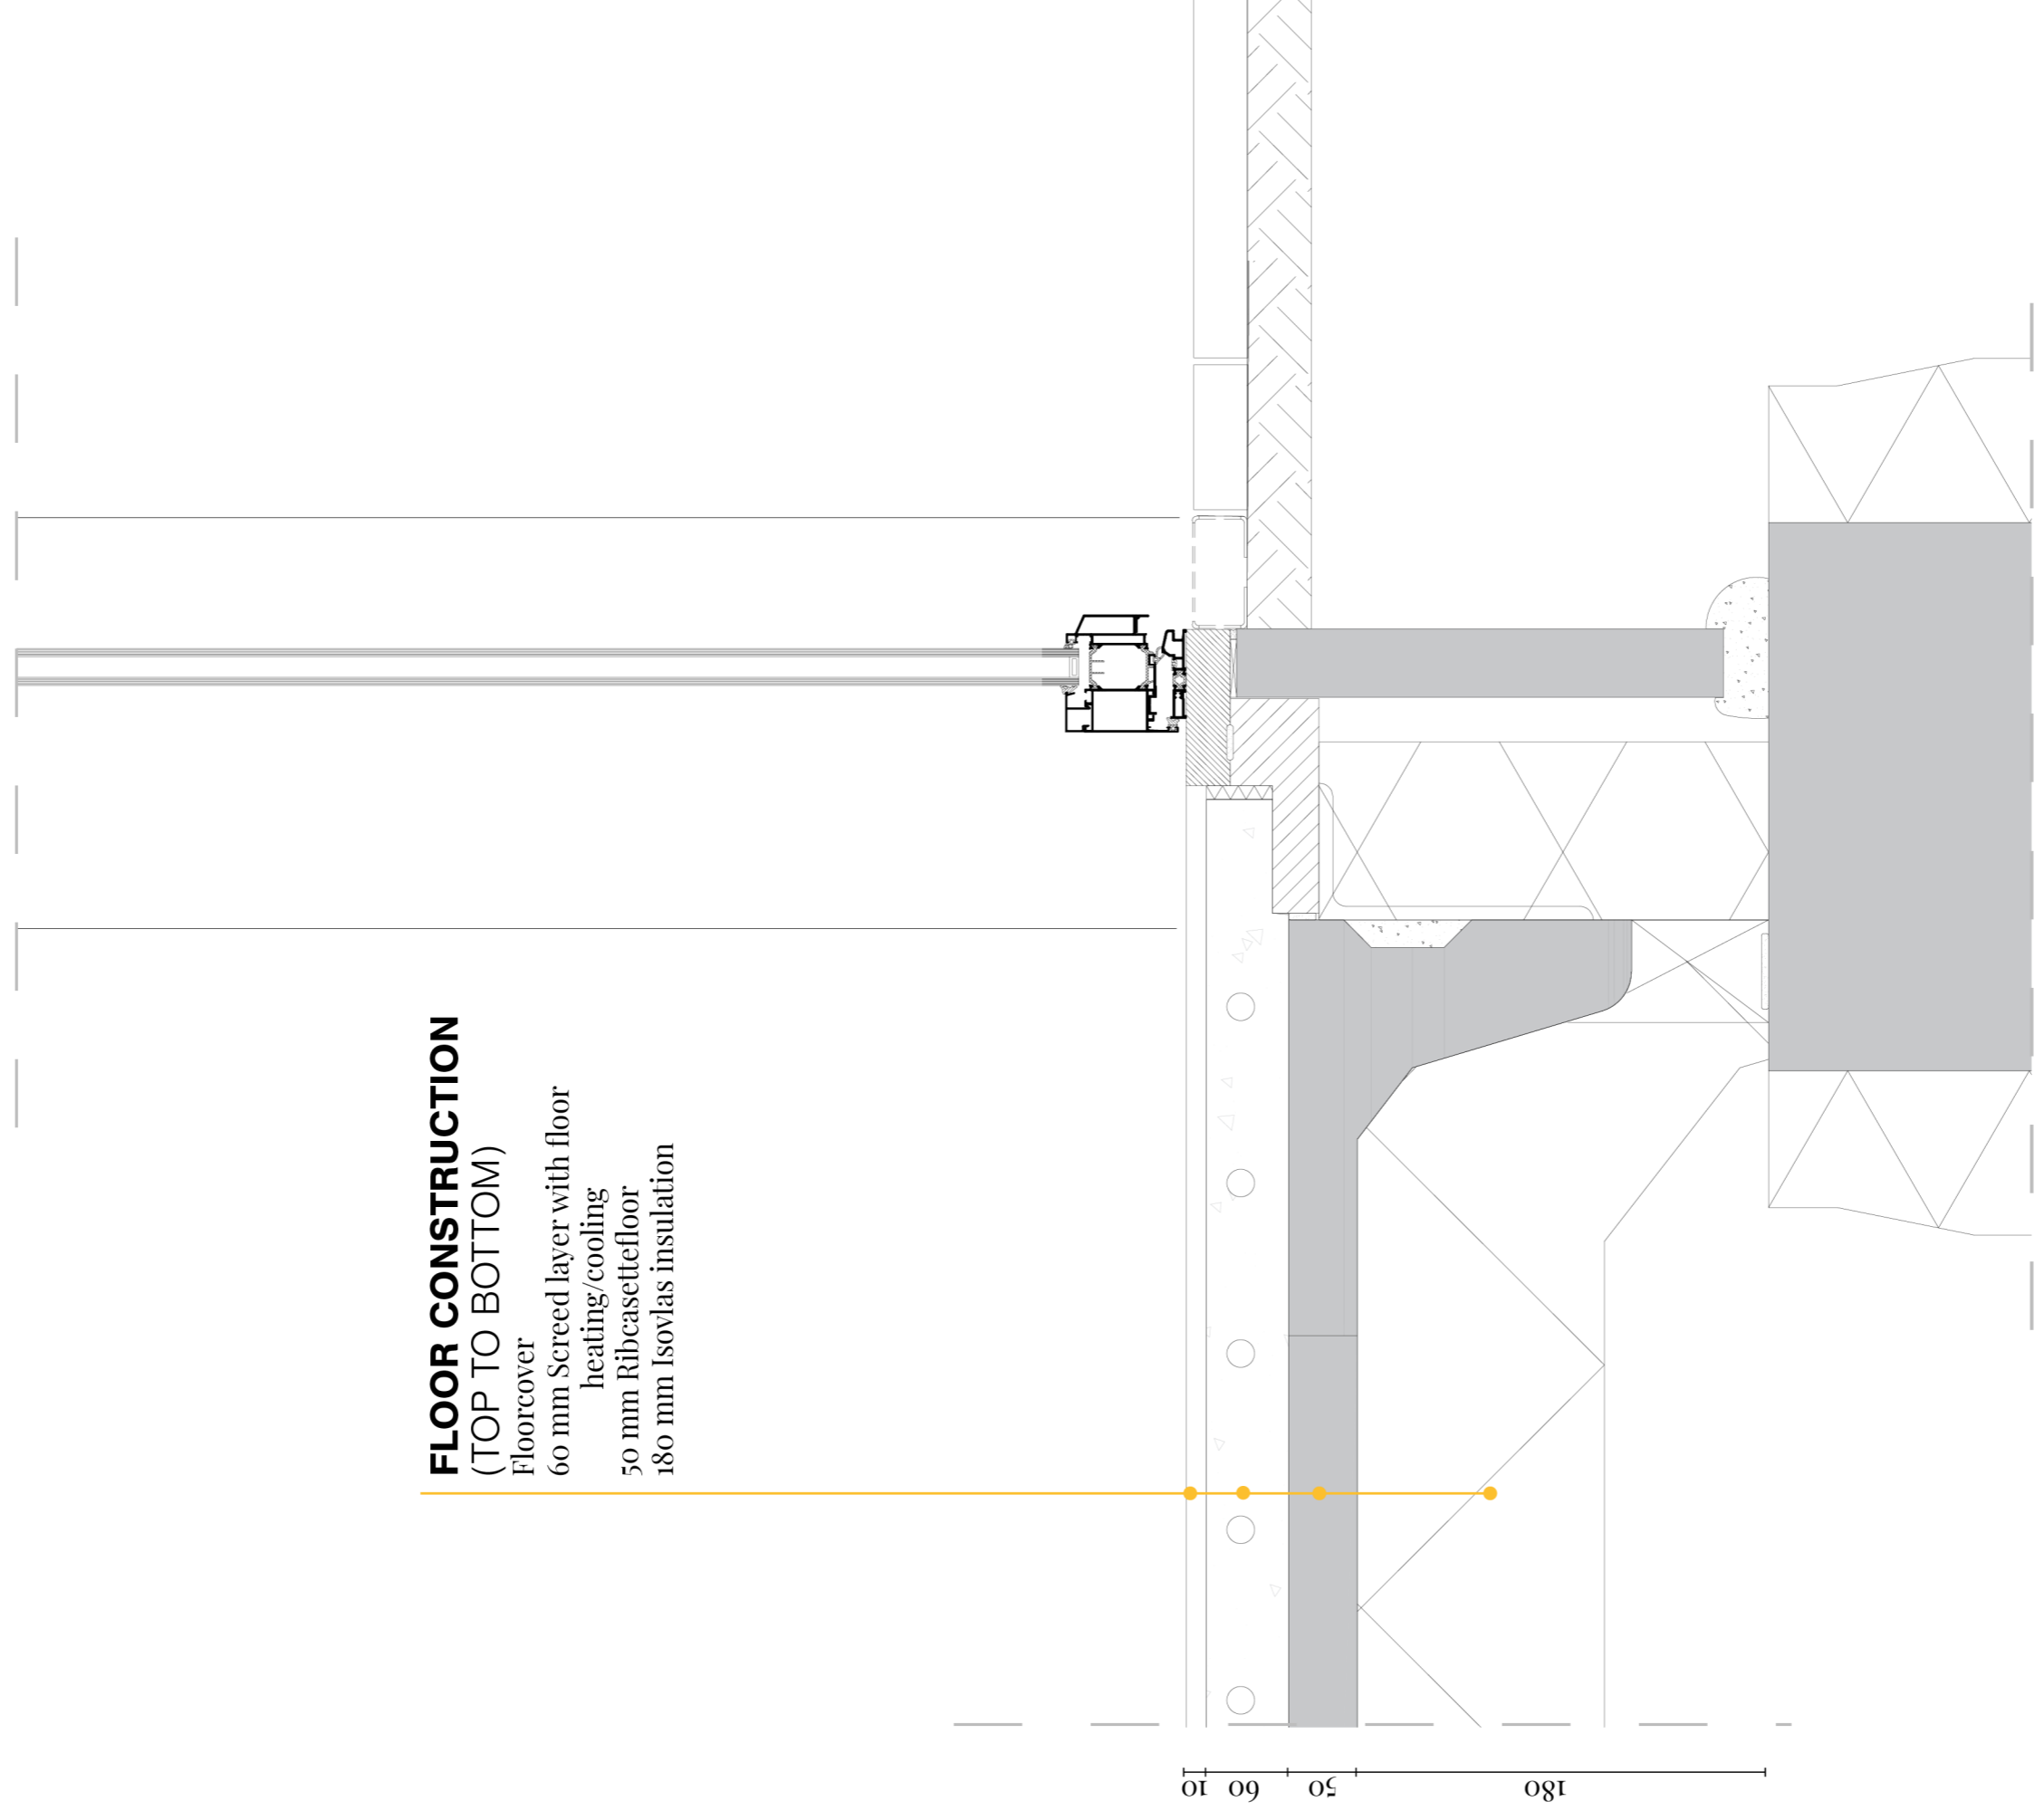 FLOOR CONSTRUCTION
(TOP TO BOTTOM)
Floorcover
60 mm Screed layer with floor
heating/cooling
50 mm Ribcasettefloor
180 mm Isovlas insulation
10
60
50
180